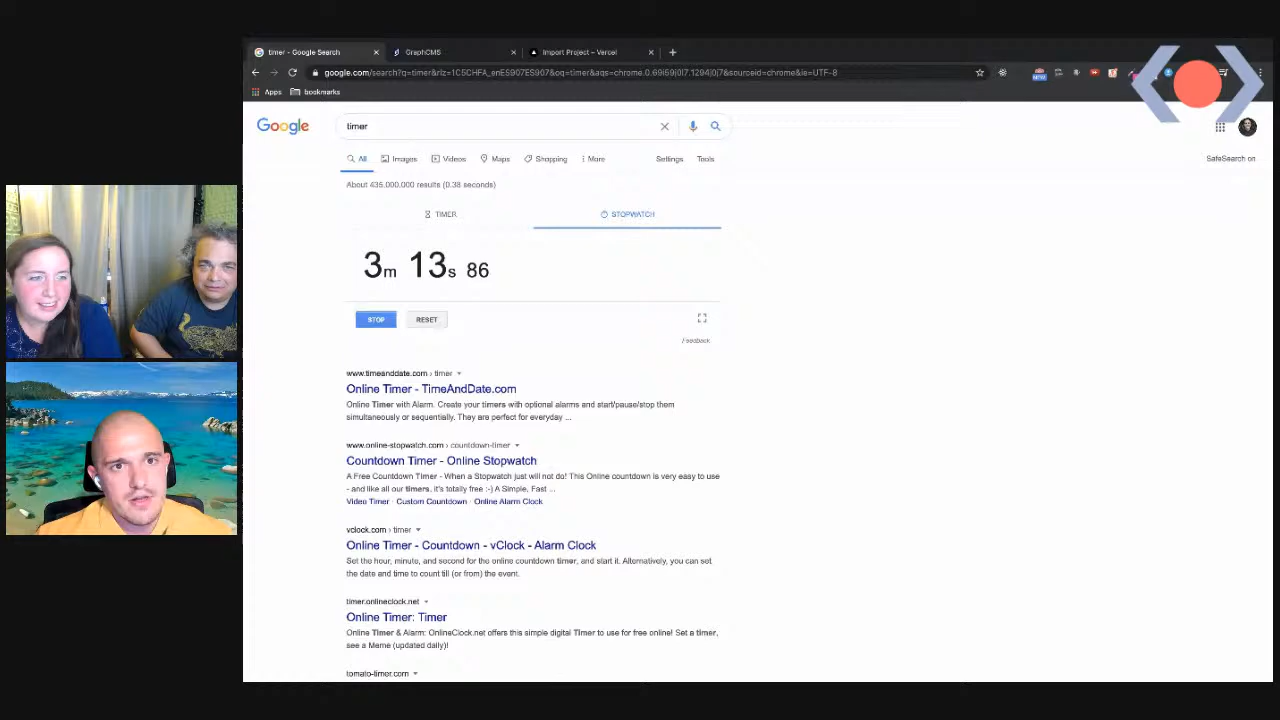 timer - Google Search
GraphCMS
Import Project – Vercel
google.com/search?q=timer&rlz=1C5CHFA_enES907ES907&oq=timer&aqs=chrome.0.69i59l0l7.1294l0j7&sourceid=chrome&ie=UTF-8
Apps
bookmarks
Google
timer
All
Images
Videos
Maps
Shopping
More
Settings
Tools
SafeSearch on
About 435.000.000 results (0.38 seconds)
TIMER
STOPWATCH
3m 13s 86
STOP
RESET
Feedback
www.timeanddate.com › timer
Online Timer - TimeAndDate.com
Online Timer with Alarm. Create your timers with optional alarms and start/pause/stop them
simultaneously or sequentially. They are perfect for everyday ...
www.online-stopwatch.com › countdown-timer
Countdown Timer - Online Stopwatch
A Free Countdown Timer - When a Stopwatch just will not do! This Online countdown is very easy to use
- and like all our timers, it's totally free :-) A Simple, Fast ...
Video Timer · Custom Countdown · Online Alarm Clock
vclock.com › timer
Online Timer - Countdown - vClock - Alarm Clock
Set the hour, minute, and second for the online countdown timer, and start it. Alternatively, you can set
the date and time to count till (or from) the event.
timer.onlineclock.net
Online Timer: Timer
Online Timer & Alarm: OnlineClock.net offers this simple digital Timer to use for free online! Set a timer,
see a Meme (updated daily)!
tomato-timer.com